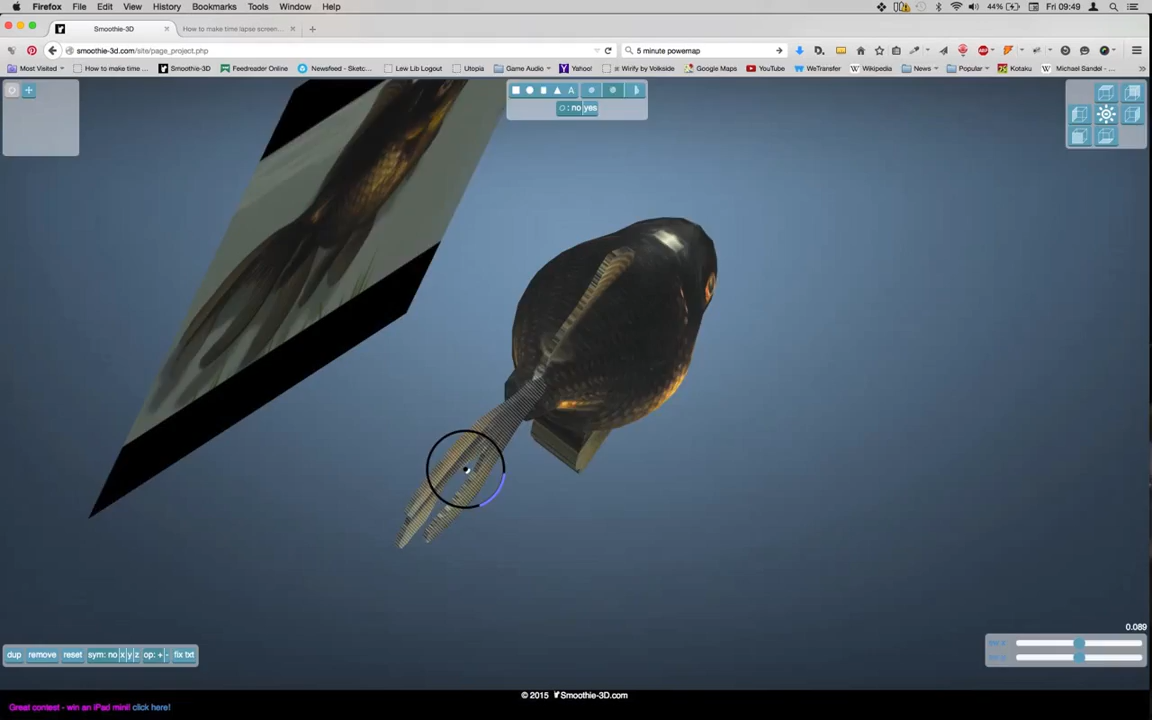 Firefox File Edit View History Bookmarks Tools Window Help 44% Fri 09:49
Smoothie-3D × How to make time lapse screen... × +
smoothie-3d.com/site/page_project.php 5 minute powernap
Most Visited How to make time ... Smoothie-3D Feedreader Online Newsfeed - Sketc... Lew Lib Logout Utopia Game Audio Yahoo! Wirify by Volkside Google Maps YouTube WeTransfer Wikipedia News Popular Kotaku Michael Sandel -...
A
: no|yes
0.089
dup remove reset sym: no|x|y|z op: +|- fix txt
© 2015 Smoothie-3D.com
Great contest - win an iPad mini! click here!